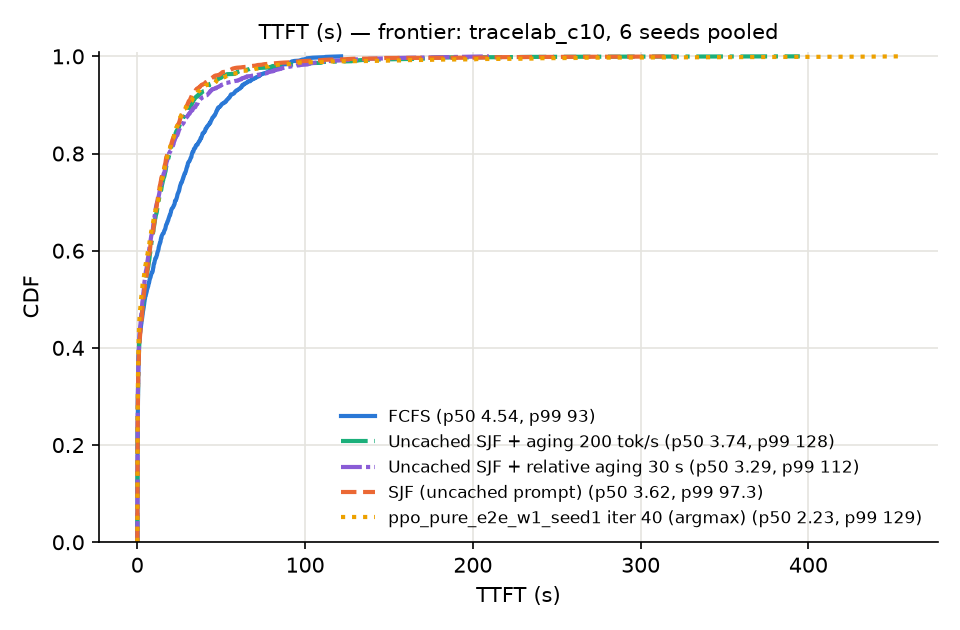 TTFT (s) — frontier: tracelab_c10, 6 seeds pooled
1.0
0.8
0.6
0.4
0.2
0.0
CDF
FCFS (p50 4.54, p99 93)
Uncached SJF + aging 200 tok/s (p50 3.74, p99 128)
Uncached SJF + relative aging 30 s (p50 3.29, p99 112)
SJF (uncached prompt) (p50 3.62, p99 97.3)
ppo_pure_e2e_w1_seed1 iter 40 (argmax) (p50 2.23, p99 129)
0 100 200 300 400
TTFT (s)